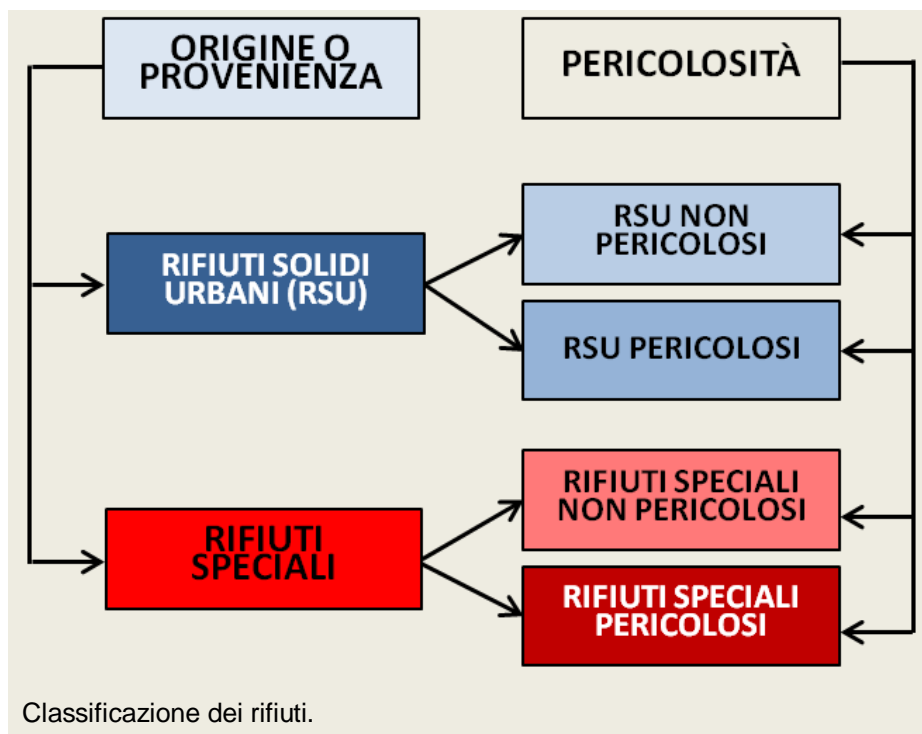 ORIGINE O
PROVENIENZA
PERICOLOSITÀ
RSU NON
PERICOLOSI
RIFIUTI SOLIDI
URBANI (RSU)
RSU PERICOLOSI
RIFIUTI SPECIALI
NON PERICOLOSI
RIFIUTI
SPECIALI
RIFIUTI SPECIALI
PERICOLOSI
Classificazione dei rifiuti.